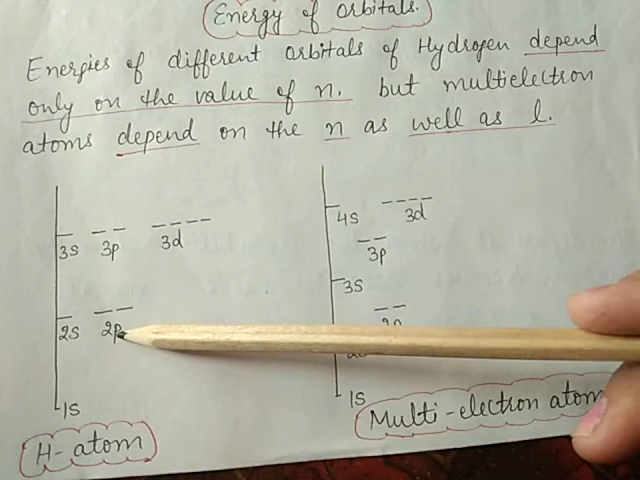 Energy of orbitals.
Energies of different orbitals of Hydrogen depend
only on the value of n. but multielectron
atoms depend on the n as well as l.
3s 3p 3d
2s 2p
1s
H-atom
4s 3d
3p
3s
1s
Multi-electron atom